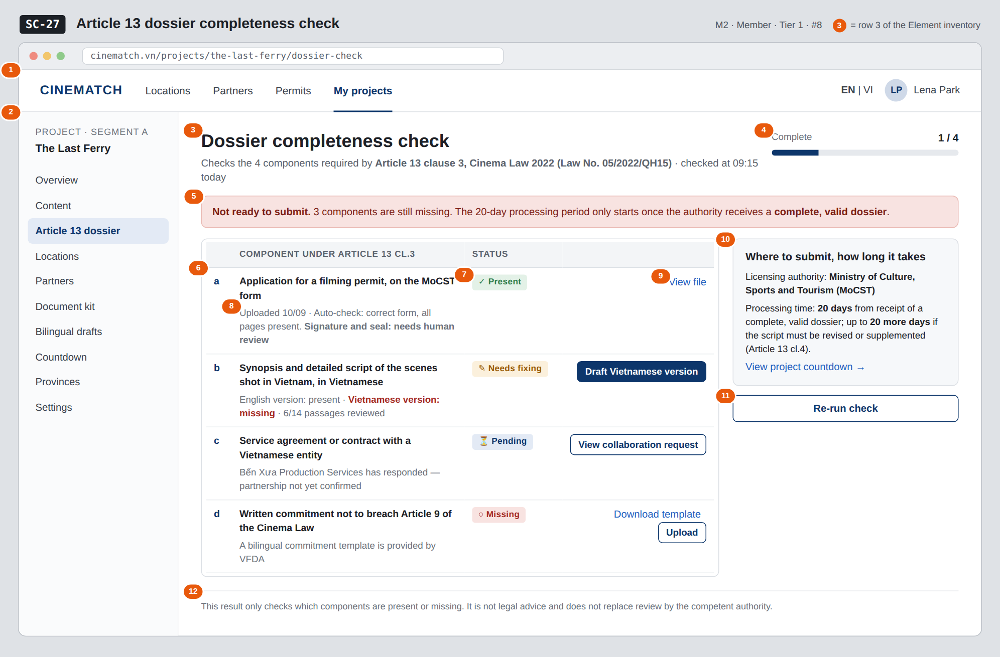 SC-27 Article 13 dossier completeness check
M2 · Member · Tier 1 · #8 3 = row 3 of the Element inventory
cinematch.vn/projects/the-last-ferry/dossier-check
1
CINEMATCH Locations Partners Permits My projects EN | VI LP Lena Park
2
PROJECT · SEGMENT A
The Last Ferry
Overview
Content
Article 13 dossier
Locations
Partners
Document kit
Bilingual drafts
Countdown
Provinces
Settings
3
Dossier completeness check
Checks the 4 components required by Article 13 clause 3, Cinema Law 2022 (Law No. 05/2022/QH15) · checked at 09:15
today
4
Complete 1 / 4
5
Not ready to submit. 3 components are still missing. The 20-day processing period only starts once the authority receives a complete, valid dossier.
COMPONENT UNDER ARTICLE 13 CL.3 STATUS
6
7
9
a Application for a filming permit, on the MoCST ✓ Present View file
form
8
Uploaded 10/09 · Auto-check: correct form, all
pages present. Signature and seal: needs human
review
b Synopsis and detailed script of the scenes ✎ Needs fixing Draft Vietnamese version
shot in Vietnam, in Vietnamese
English version: present · Vietnamese version:
missing · 6/14 passages reviewed
c Service agreement or contract with a ⏳ Pending View collaboration request
Vietnamese entity
Bến Xưa Production Services has responded —
partnership not yet confirmed
d Written commitment not to breach Article 9 of ○ Missing Download template
the Cinema Law Upload
A bilingual commitment template is provided by
VFDA
10
Where to submit, how long it takes
Licensing authority: Ministry of Culture,
Sports and Tourism (MoCST)
Processing time: 20 days from receipt of a
complete, valid dossier; up to 20 more days if
the script must be revised or supplemented
(Article 13 cl.4).
View project countdown →
11
Re-run check
12
This result only checks which components are present or missing. It is not legal advice and does not replace review by the competent authority.